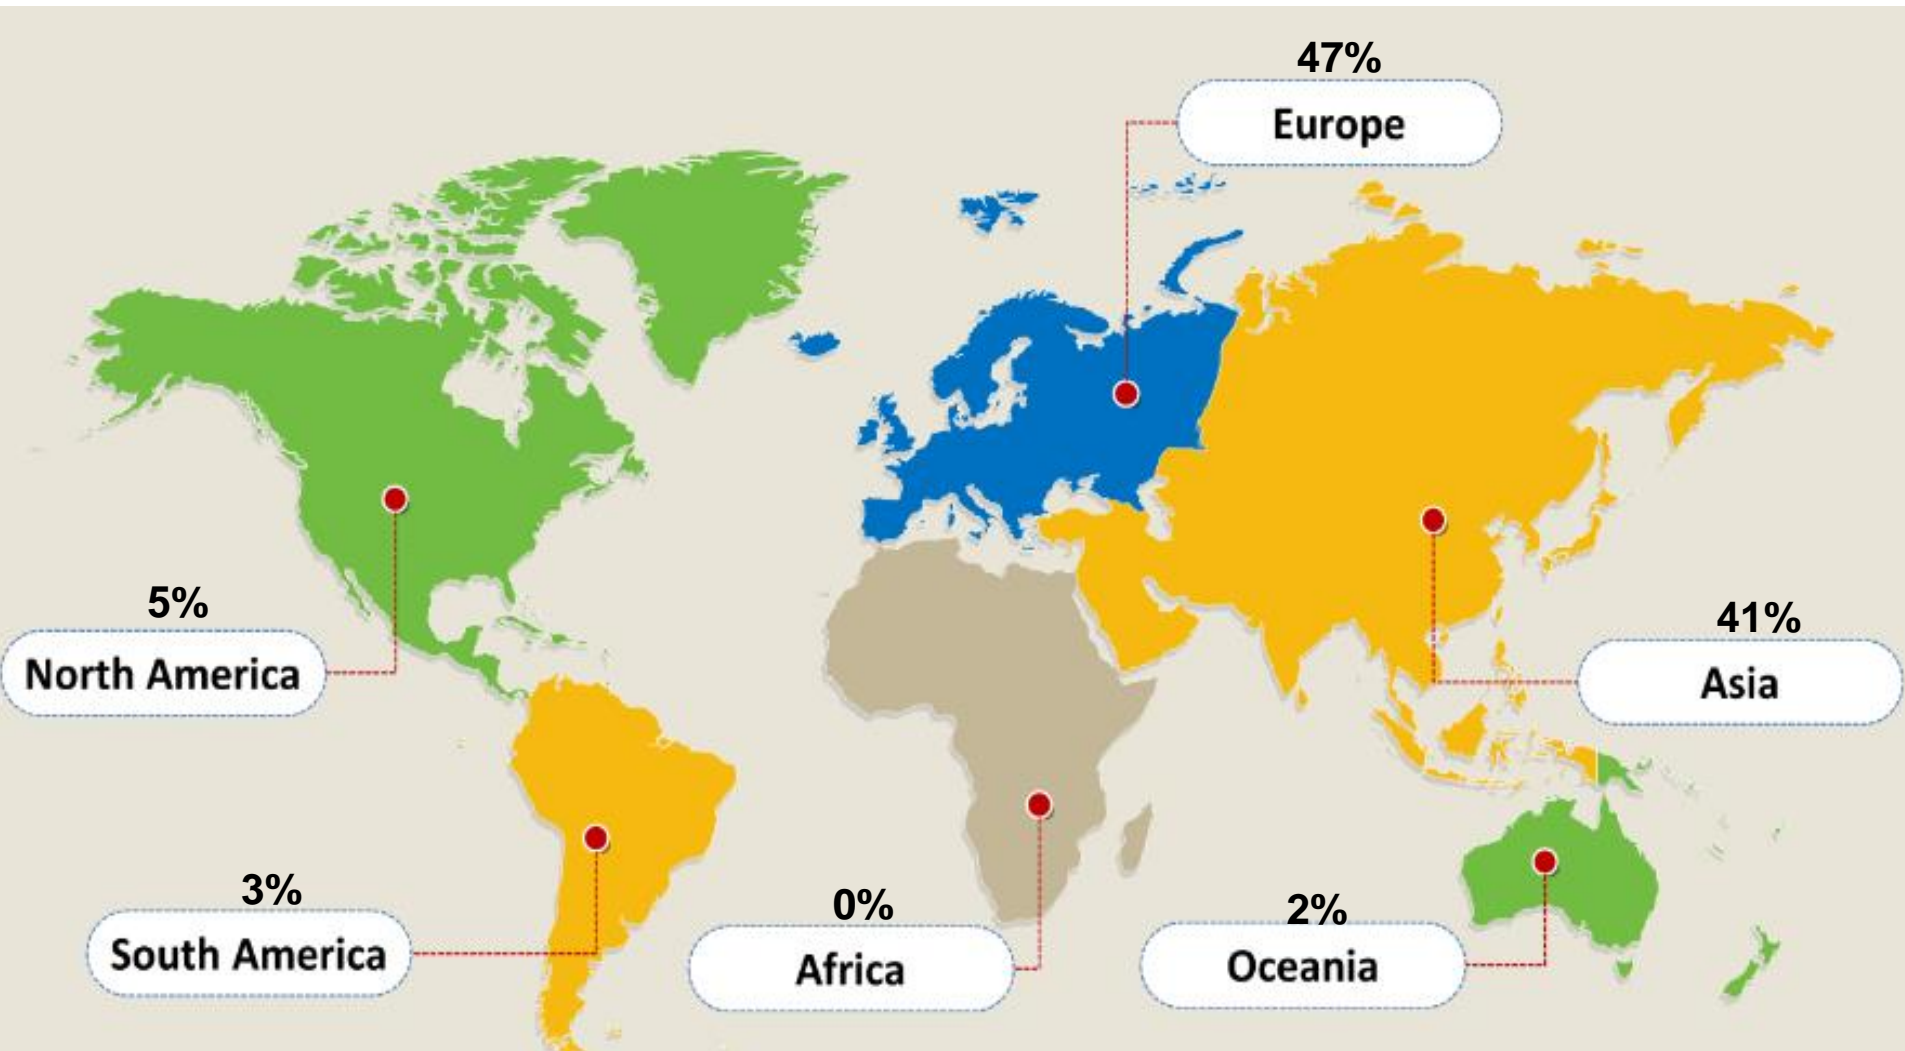 47%
Europe
5%
North America
41%
Asia
3%
South America
0%
Africa
2%
Oceania